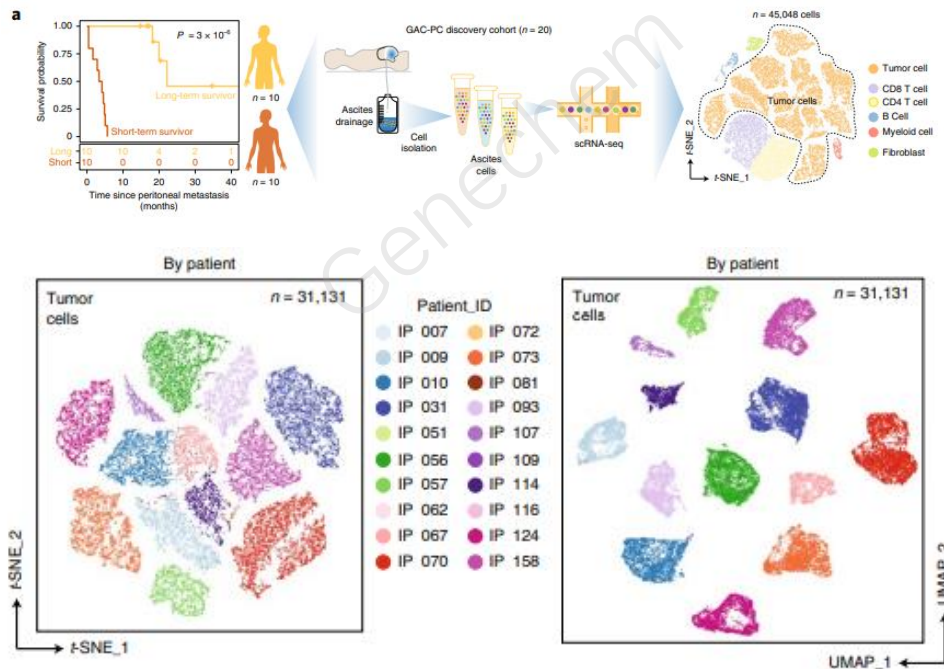 a
1.00
0.75
0.50
0.25
0
Survival probability
P = 3 × 10⁻⁶
Long-term survivor
Short-term survivor
Long 10 10 4 2 1
Short 10 0 0 0 0
0 10 20 30 40
Time since peritoneal metastasis
(months)
n = 10
n = 10
GAC-PC discovery cohort (n = 20)
Ascites
drainage
Cell
isolation
Ascites
cells
scRNA-seq
n = 45,048 cells
Tumor cells
t-SNE_2
t-SNE_1
Tumor cell
CD8 T cell
CD4 T cell
B Cell
Myeloid cell
Fibroblast
Genechem
By patient
Tumor
cells
n = 31,131
t-SNE_2
t-SNE_1
Patient_ID
IP 007 IP 072
IP 009 IP 073
IP 010 IP 081
IP 031 IP 093
IP 051 IP 107
IP 056 IP 109
IP 057 IP 114
IP 062 IP 116
IP 067 IP 124
IP 070 IP 158
By patient
Tumor
cells
n = 31,131
UMAP_2
UMAP_1